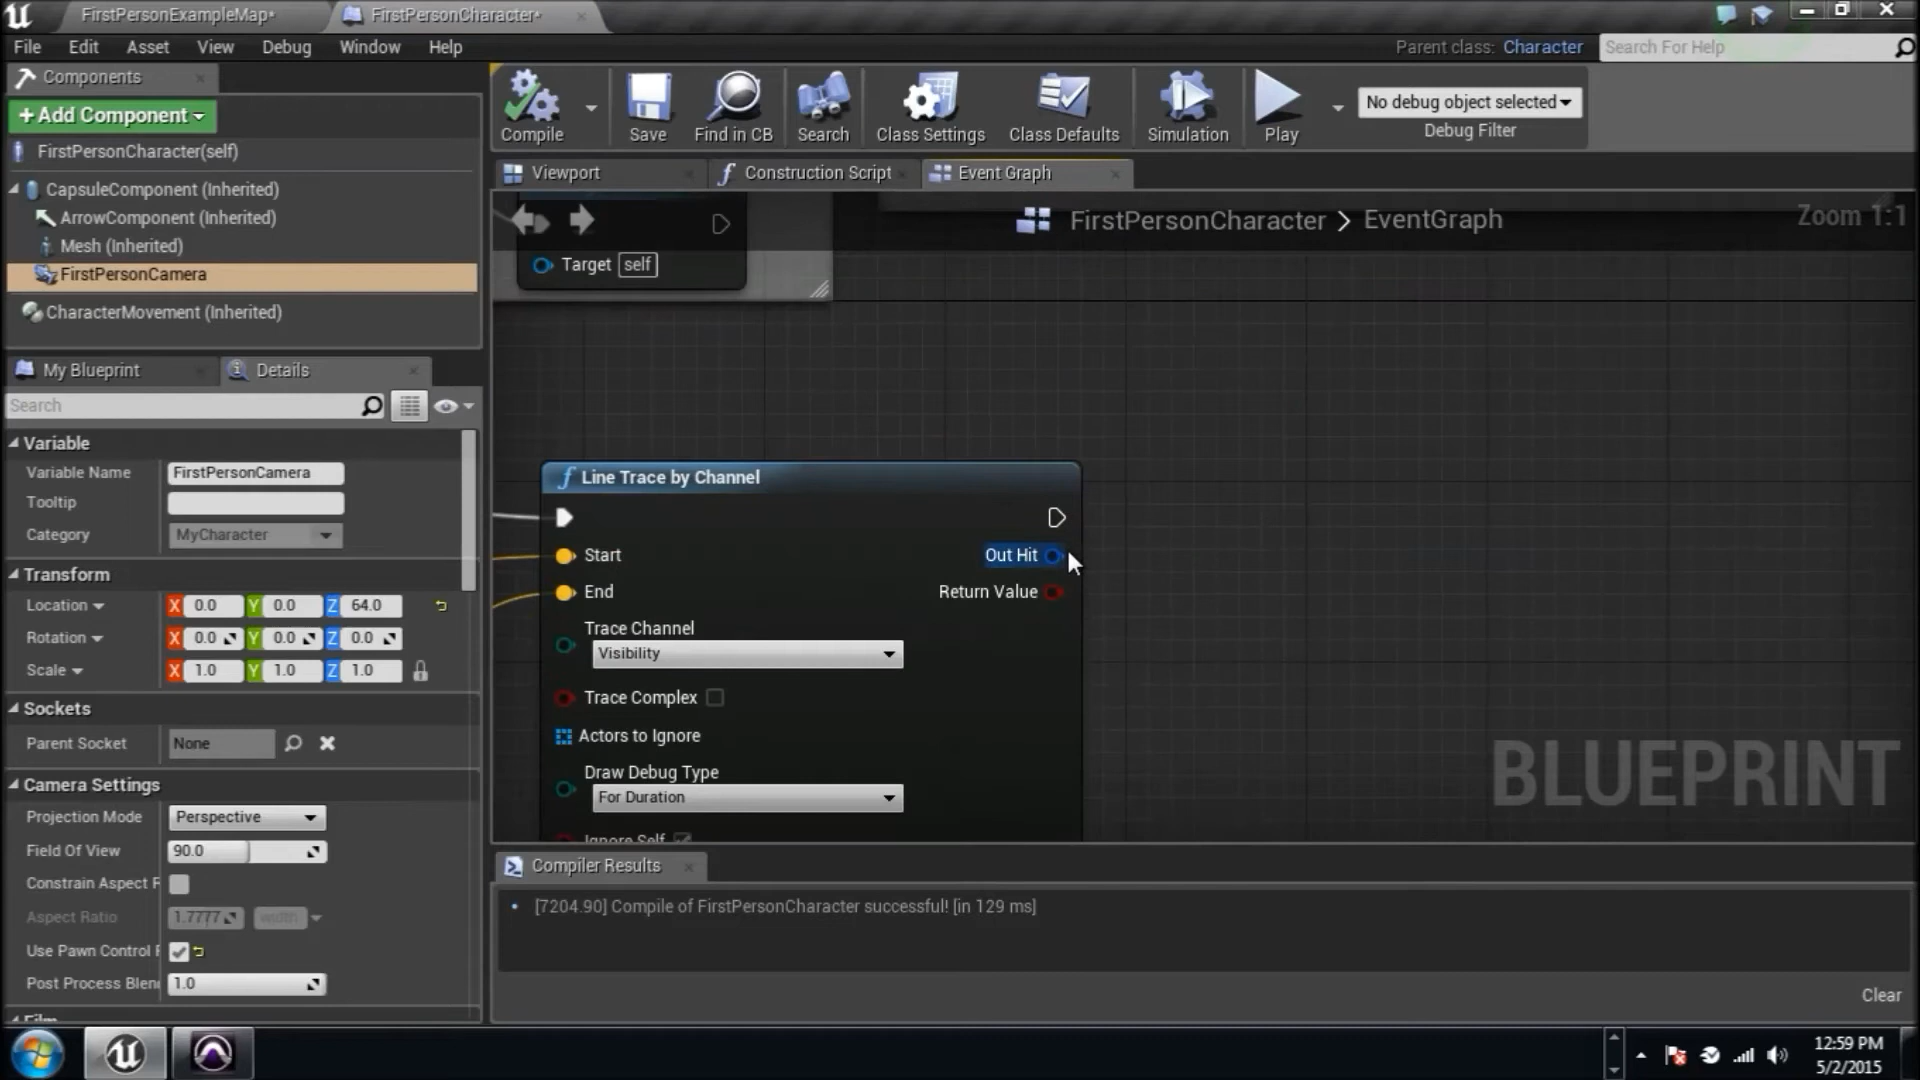 FirstPersonExampleMap*
FirstPersonCharacter*
File Edit Asset View Debug Window Help
Parent class: Character
Search For Help
Components
+Add Component
Compile
Save
Find in CB
Search
Class Settings
Class Defaults
Simulation
Play
No debug object selected
Debug Filter
FirstPersonCharacter(self)
CapsuleComponent (Inherited)
ArrowComponent (Inherited)
Mesh (Inherited)
FirstPersonCamera
CharacterMovement (Inherited)
Viewport
Construction Script
Event Graph
FirstPersonCharacter > EventGraph
Zoom 1:1
Target self
My Blueprint
Details
Search
Variable
Variable Name FirstPersonCamera
Tooltip
Category MyCharacter
Transform
Location X 0.0 Y 0.0 Z 64.0
Rotation X 0.0 Y 0.0 Z 0.0
Scale X 1.0 Y 1.0 Z 1.0
Sockets
Parent Socket None
Camera Settings
Projection Mode Perspective
Field Of View 90.0
Constrain Aspect R
Aspect Ratio 1.7777 width
Use Pawn Control R
Post Process Blen 1.0
Film
f Line Trace by Channel
Start
Out Hit
End
Return Value
Trace Channel
Visibility
Trace Complex
Actors to Ignore
Draw Debug Type
For Duration
Ignore Self
BLUEPRINT
Compiler Results
• [7204.90] Compile of FirstPersonCharacter successful! [in 129 ms]
Clear
12:59 PM
5/2/2015